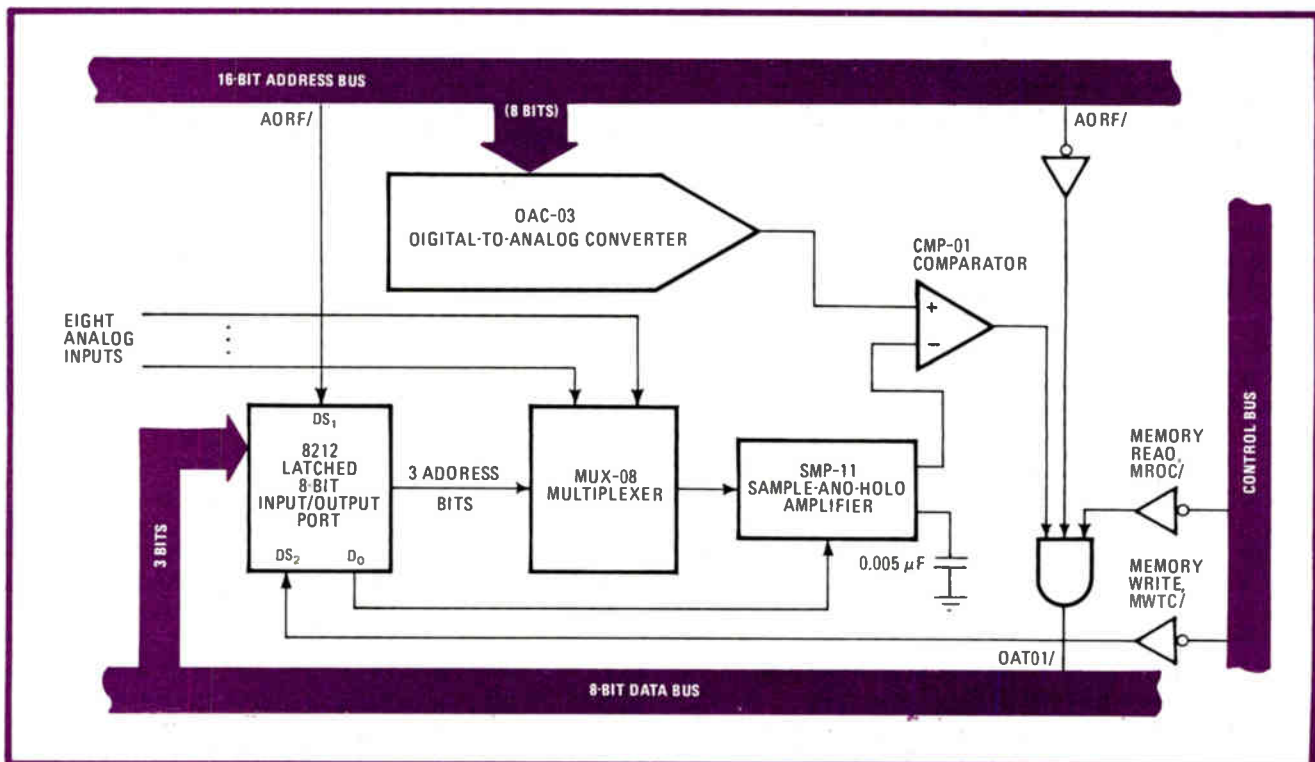 16-BIT ADDRESS BUS
AORF/
(8 BITS)
AORF/
OAC-03
OIGITAL-TO-ANALOG CONVERTER
CMP-01
COMPARATOR
+
−
EIGHT
ANALOG
INPUTS
DS1
8212
LATCHED
8-BIT
INPUT/OUTPUT
PORT
DS2
D0
3 AODRESS
BITS
MUX-08
MULTIPLEXER
SMP-11
SAMPLE-ANO-HOLO
AMPLIFIER
0.005 µF
MEMORY
REAO,
MROC/
MEMORY
WRITE,
MWTC/
CONTROL BUS
3 BITS
OAT01/
8-BIT DATA BUS